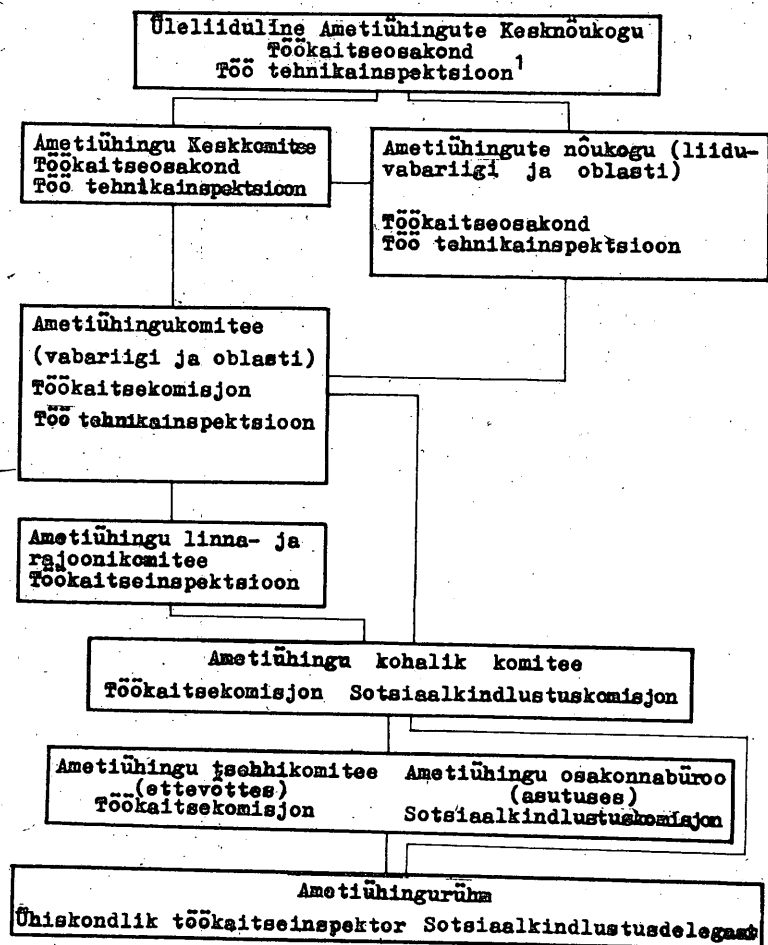 Üleliiduline Ametiühingute Kesknõukogu
Töökaitseosakond
Töö tehnikainspektsioon¹
Ametiühingu Keskkomitee
Töökaitseosakond
Töö tehnikainspektsioon
Ametiühingute nõukogu (liidu-
vabariigi ja oblasti)
Töökaitseosakond
Töö tehnikainspektsioon
Ametiühingukomitee
(vabariigi ja oblasti)
Töökaitsekomisjon
Töö tehnikainspektsioon
Ametiühingu linna- ja
rajoonikomitee
Töökaitseinspektsioon
Ametiühingu kohalik komitee
Töökaitsekomisjon Sotsiaalkindlustuskomisjon
Ametiühingu tsehhikomitee
(ettevõttes)
Töökaitsekomisjon
Ametiühingu osakonnabüroo
(asutuses)
Sotsiaalkindlustuskomisjon
Ametiühingurühm
Ühiskondlik töökaitseinspektor Sotsiaalkindlustusdelegaat